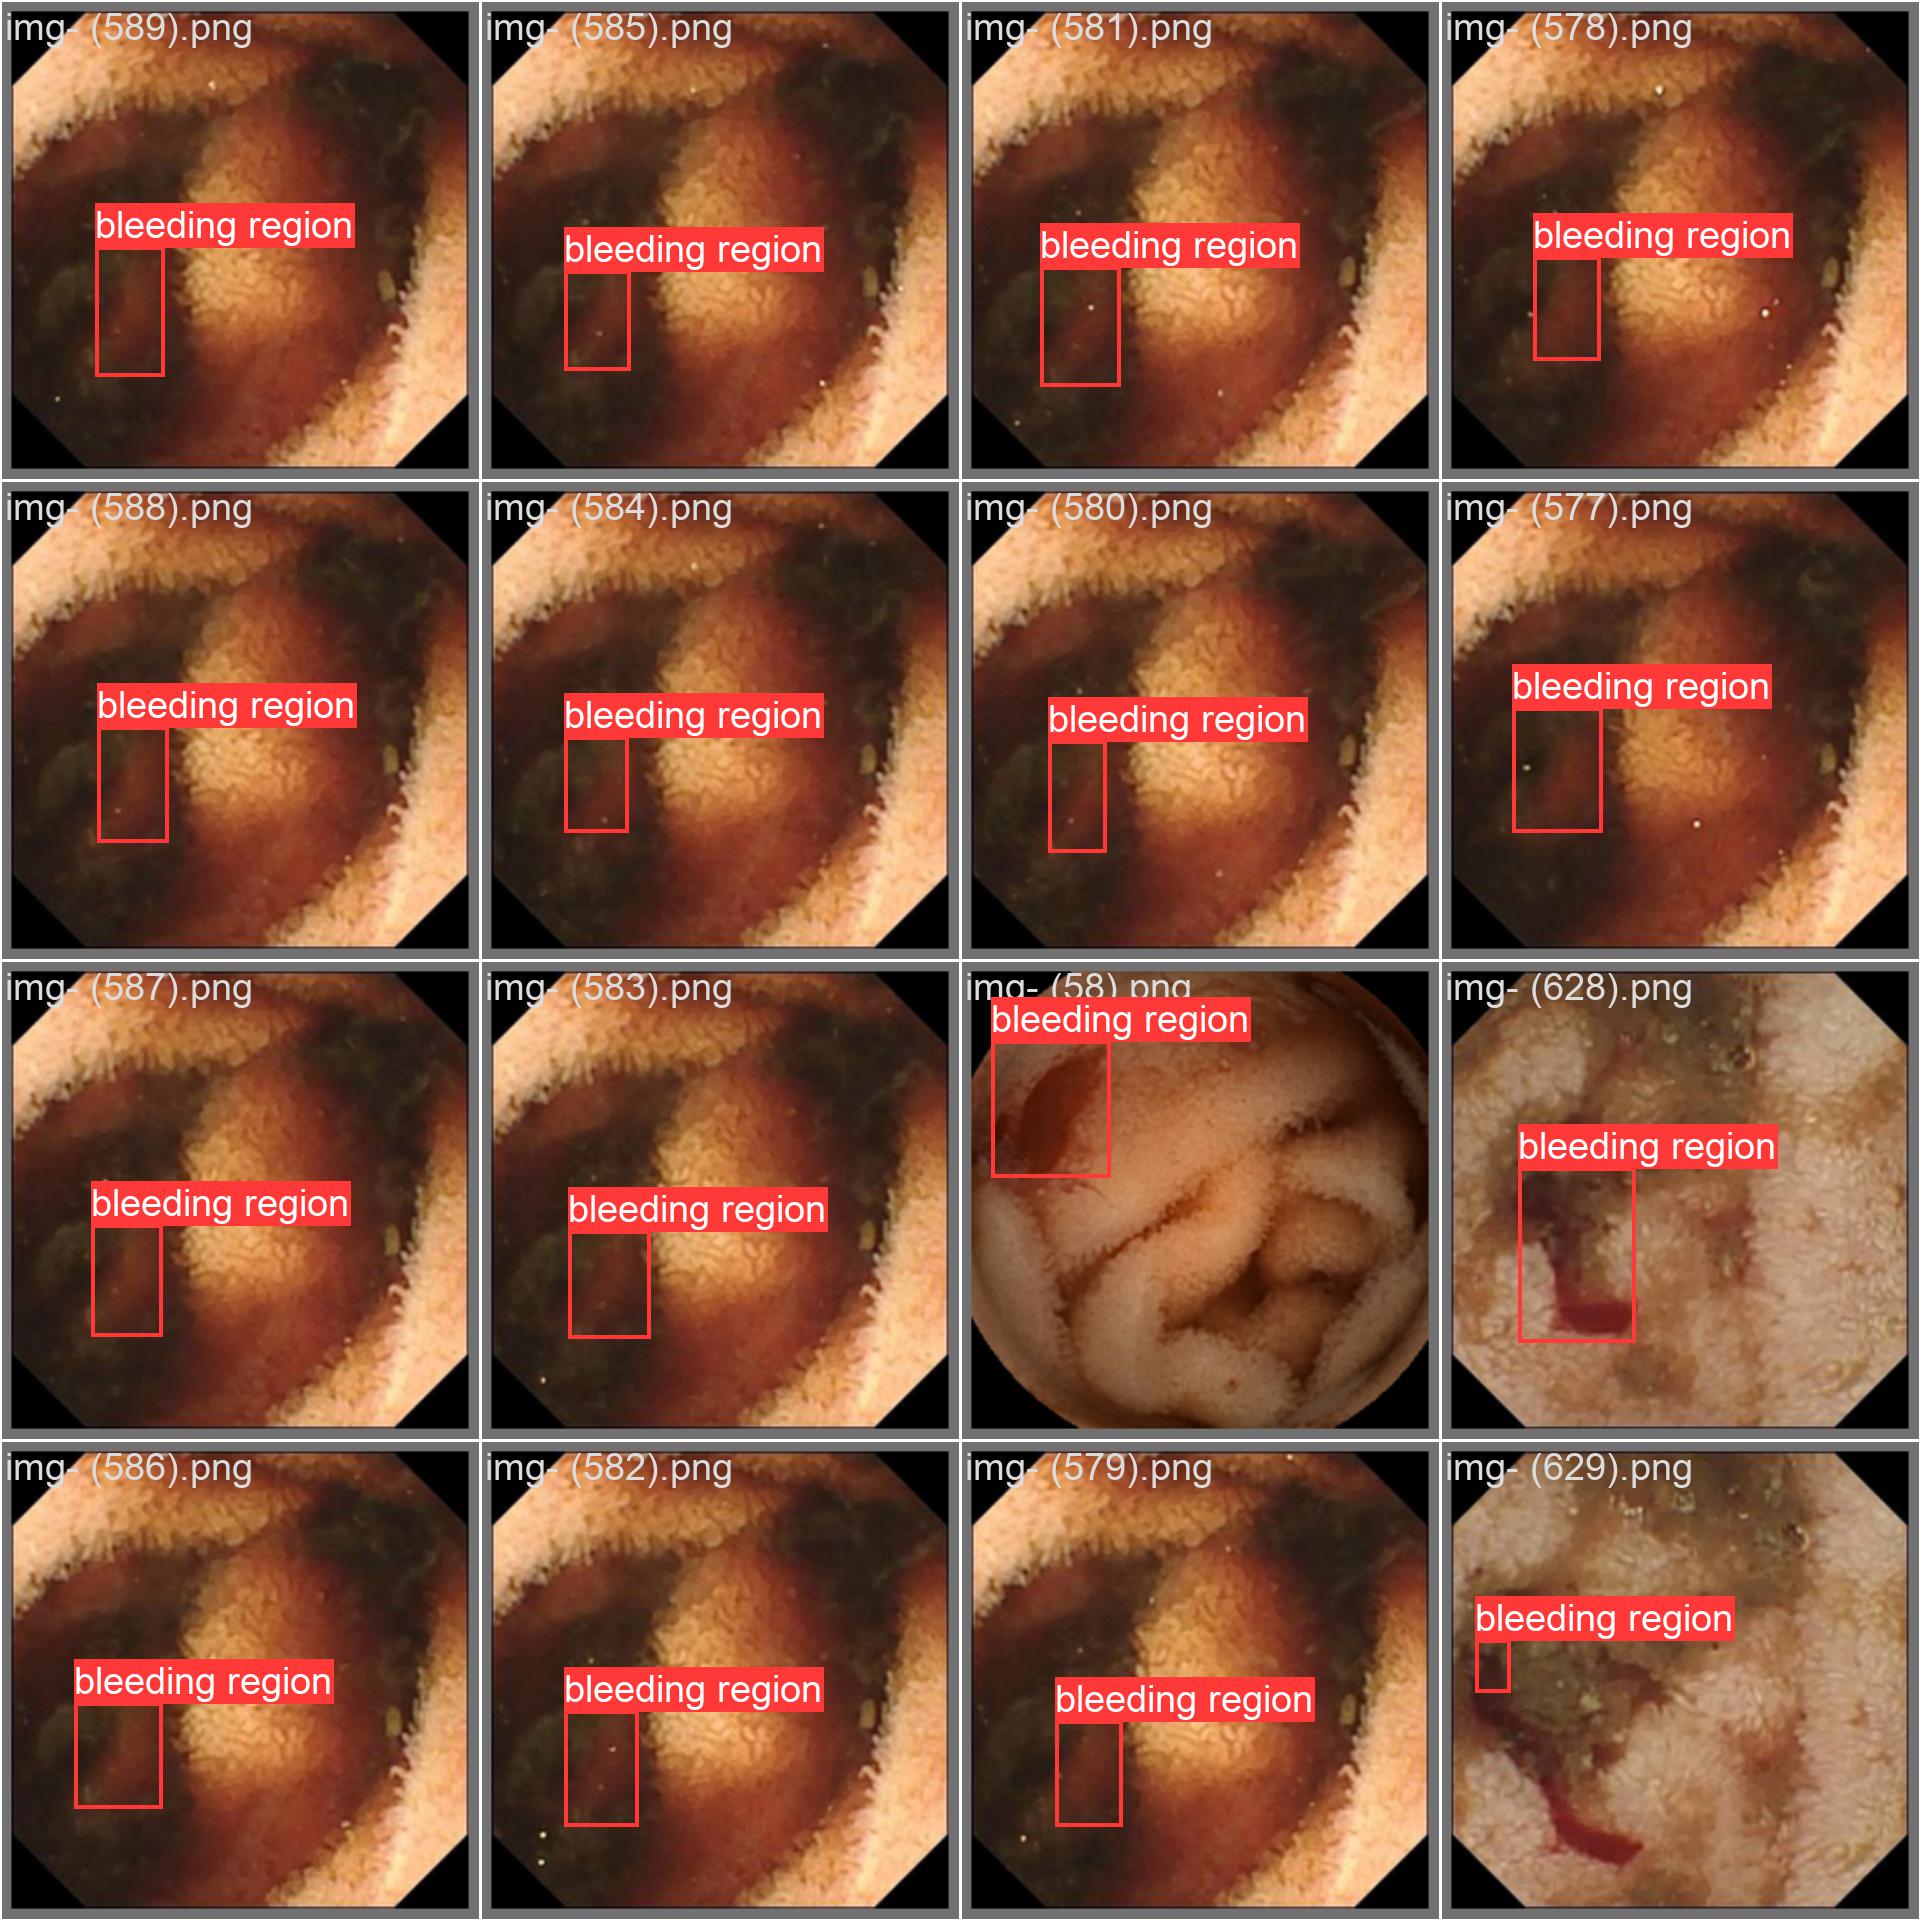 img- (589).png
bleeding region
img- (585).png
bleeding region
img- (581).png
bleeding region
img- (578).png
bleeding region
img- (588).png
bleeding region
img- (584).png
bleeding region
img- (580).png
bleeding region
img- (577).png
bleeding region
img- (587).png
bleeding region
img- (583).png
bleeding region
img- (58).png
bleeding region
img- (628).png
bleeding region
img- (586).png
bleeding region
img- (582).png
bleeding region
img- (579).png
bleeding region
img- (629).png
bleeding region